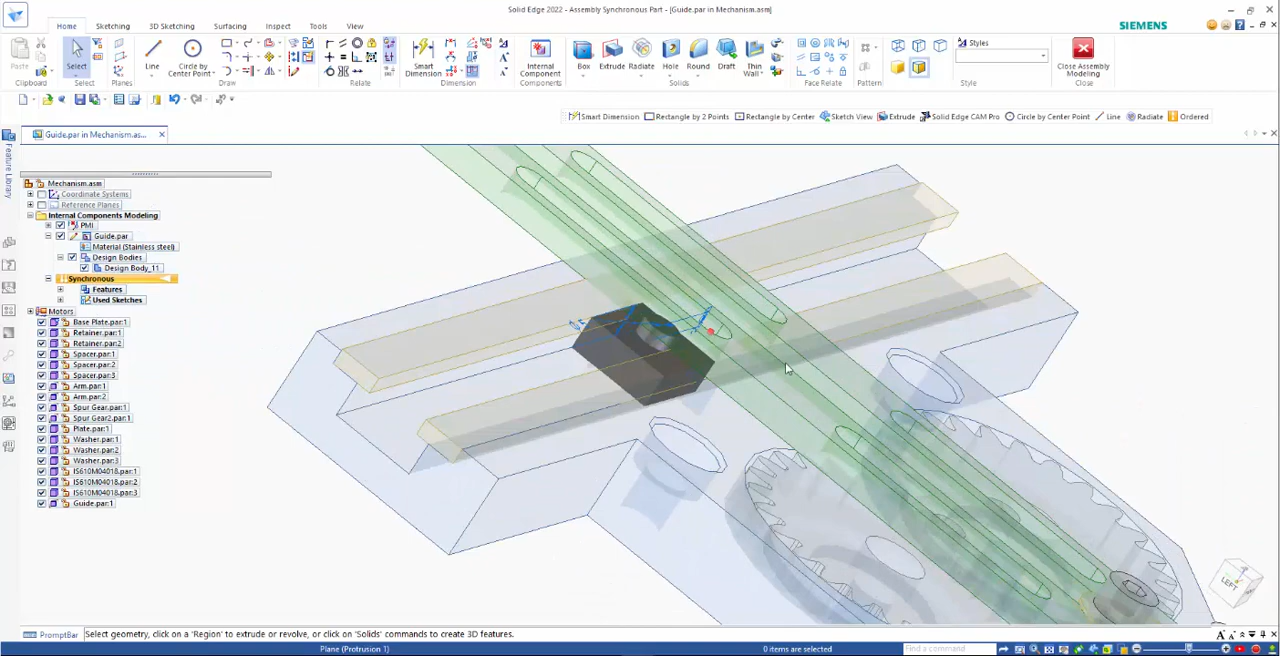 Solid Edge 2022 - Assembly Synchronous Part - [Guide.par in Mechanism.asm]
Home Sketching 3D Sketching Surfacing Inspect Tools View
SIEMENS
Paste
Select
Line
Circle by Center Point
Smart Dimension
Internal Component
Box
Extrude
Radiate
Hole
Round
Draft
Thin Wall
Styles
Close Assembly Modeling
Clipboard Select Planes Draw Relate Dimension Components Solids Face Relate Pattern Style Close
Smart Dimension Rectangle by 2 Points Rectangle by Center Sketch View Extrude Solid Edge CAM Pro Circle by Center Point Line Radiate Ordered
Guide.par in Mechanism.as...
Feature Library
Mechanism.asm
Coordinate Systems
Reference Planes
Internal Components Modeling
PMI
Guide.par
Material (Stainless steel)
Design Bodies
Design Body_11
Synchronous
Features
Used Sketches
Motors
Base Plate.par:1
Retainer.par:1
Retainer.par:2
Spacer.par:1
Spacer.par:2
Spacer.par:3
Arm.par:1
Arm.par:2
Spur Gear.par:1
Spur Gear2.par:1
Plate.par:1
Washer.par:1
Washer.par:2
Washer.par:3
IS610M04018.par:1
IS610M04018.par:2
IS610M04018.par:3
Guide.par:1
LEFT
PromptBar Select geometry, click on a 'Region' to extrude or revolve, or click on 'Solids' commands to create 3D features.
Plane (Protrusion 1) 0 items are selected Find a command